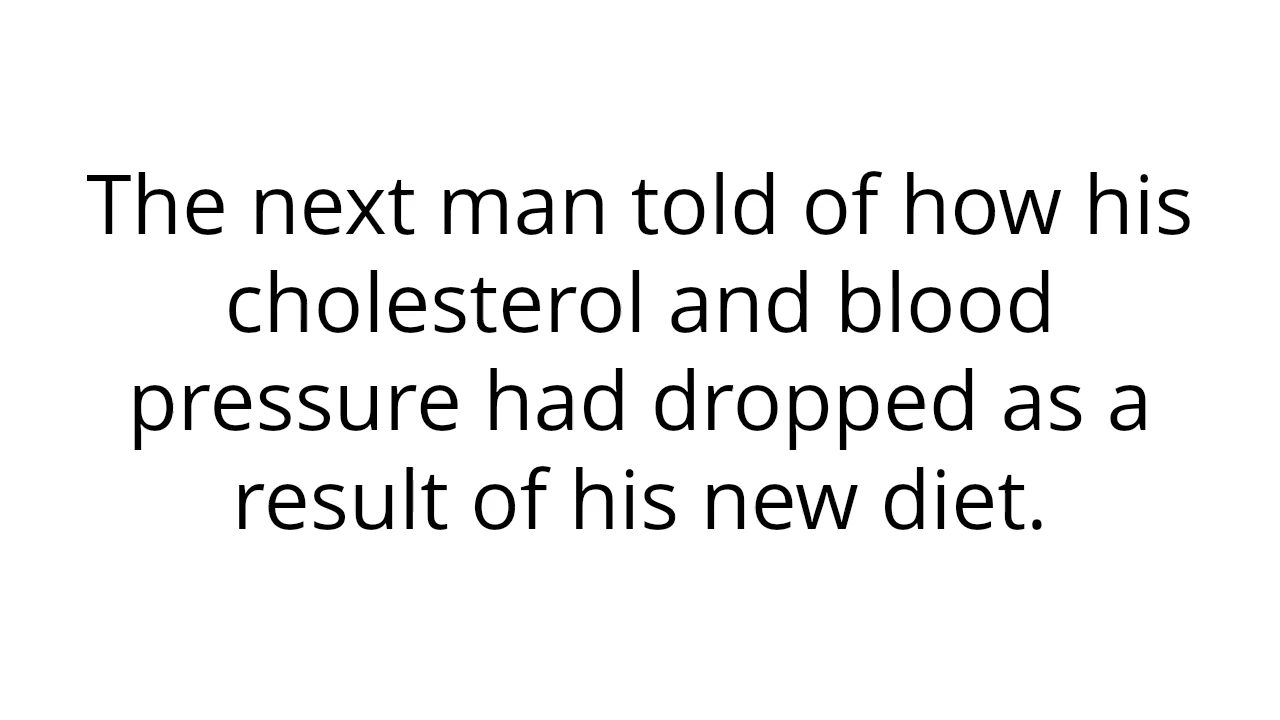 The next man told of how his
cholesterol and blood
pressure had dropped as a
result of his new diet.